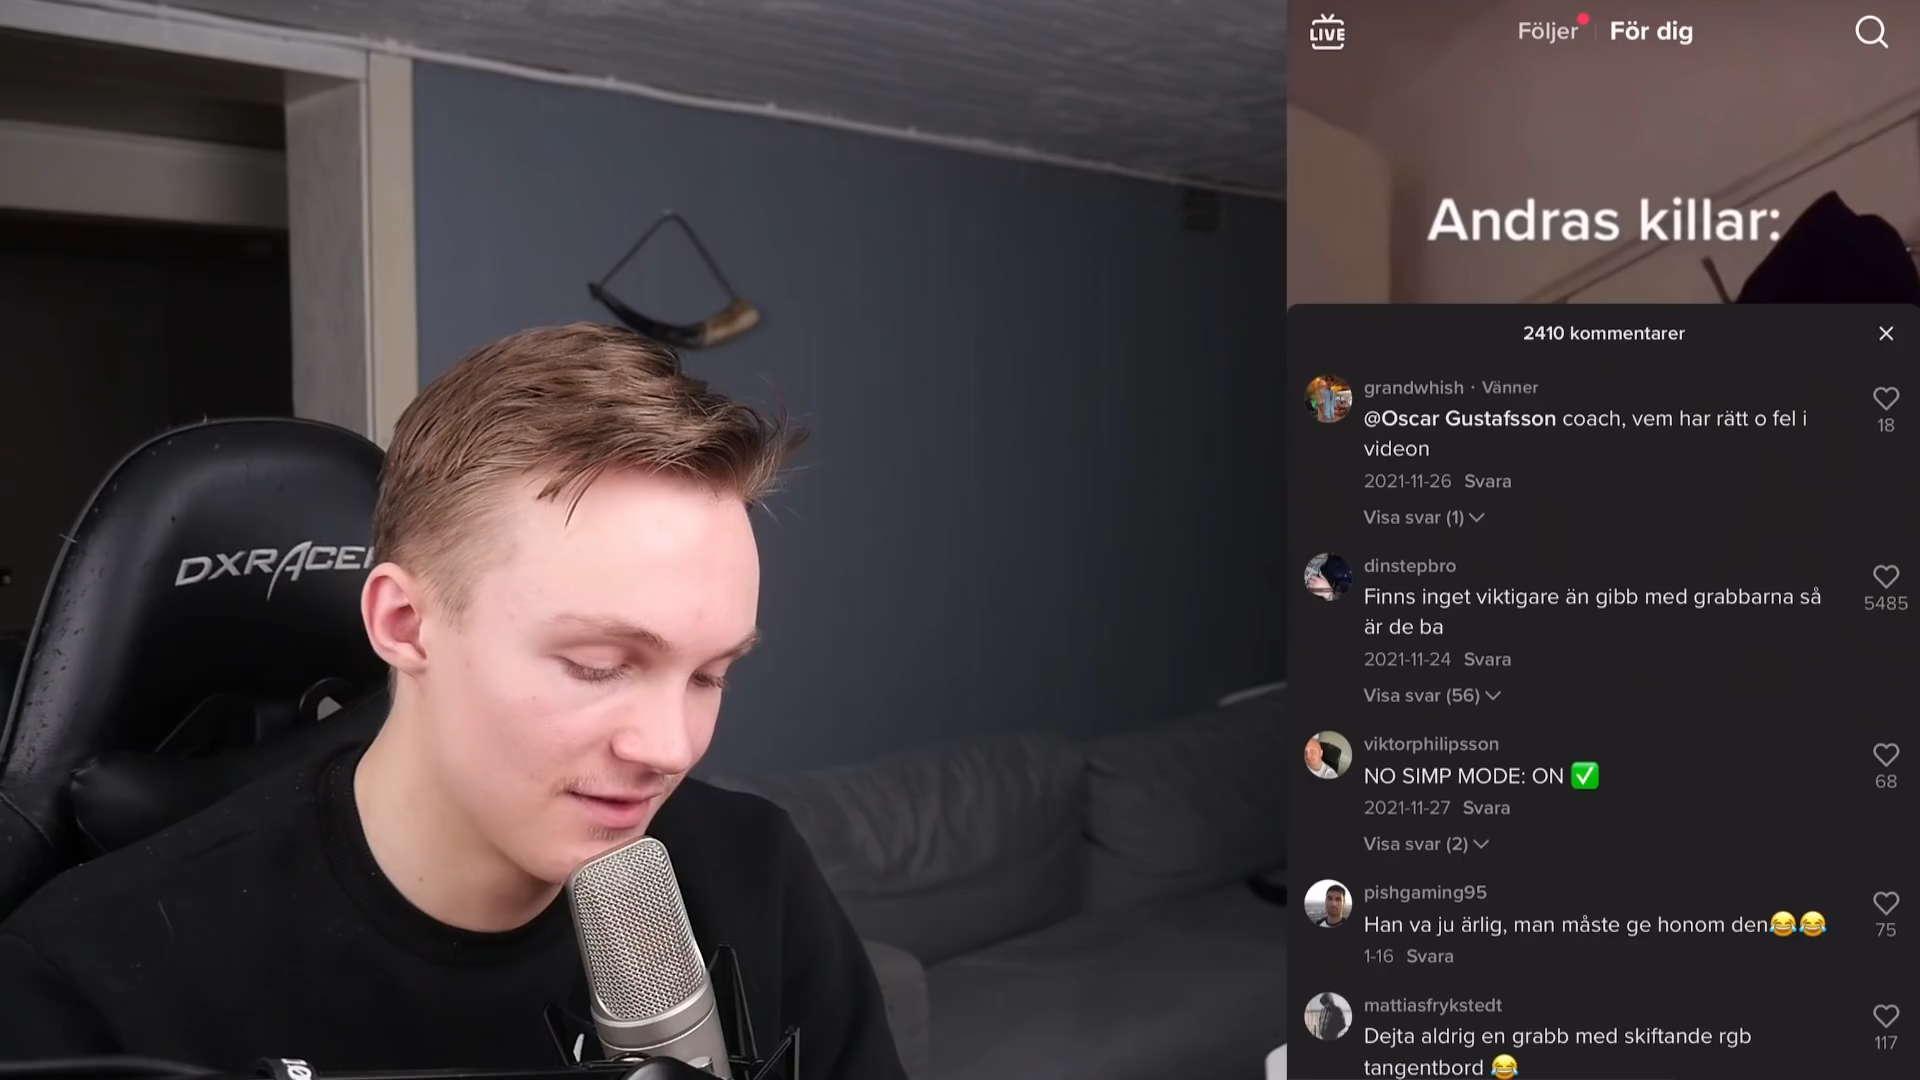 LIVE
Följer
För dig
Andras killar:
2410 kommentarer
grandwhish · Vänner
@Oscar Gustafsson coach, vem har rätt o fel i
videon
18
2021-11-26 Svara
Visa svar (1)
dinstepbro
Finns inget viktigare än gibb med grabbarna så
är de ba
5485
2021-11-24 Svara
Visa svar (56)
viktorphilipsson
NO SIMP MODE: ON ✅
68
2021-11-27 Svara
Visa svar (2)
pishgaming95
Han va ju ärlig, man måste ge honom den😂😂
75
1-16 Svara
mattiasfrykstedt
Dejta aldrig en grabb med skiftande rgb
tangentbord 😂
117
DXRACER